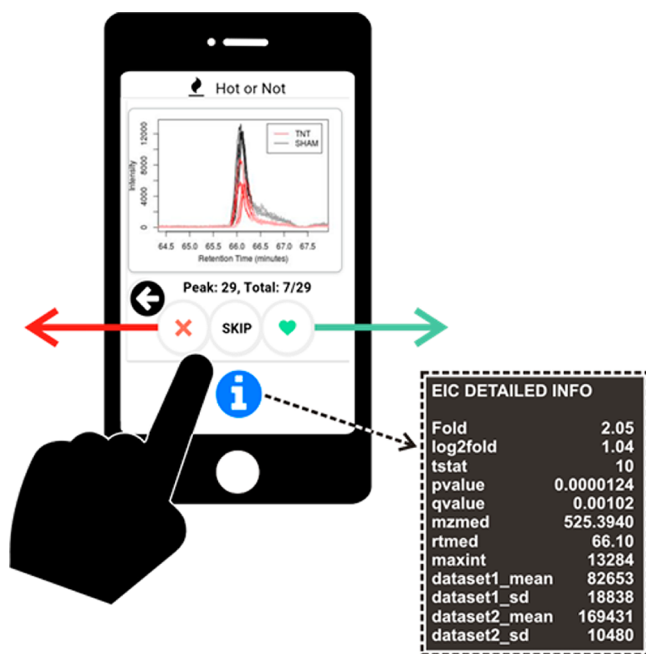 Hot or Not
12000
8000
4000
0
Intensity
TNT
SHAM
64.5 65.0 65.5 66.0 66.5 67.0 67.5
Retention Time (minutes)
Peak: 29, Total: 7/29
SKIP
i
EIC DETAILED INFO
Fold 2.05
log2fold 1.04
tstat 10
pvalue 0.0000124
qvalue 0.00102
mzmed 525.3940
rtmed 66.10
maxint 13284
dataset1_mean 82653
dataset1_sd 18838
dataset2_mean 169431
dataset2_sd 10480